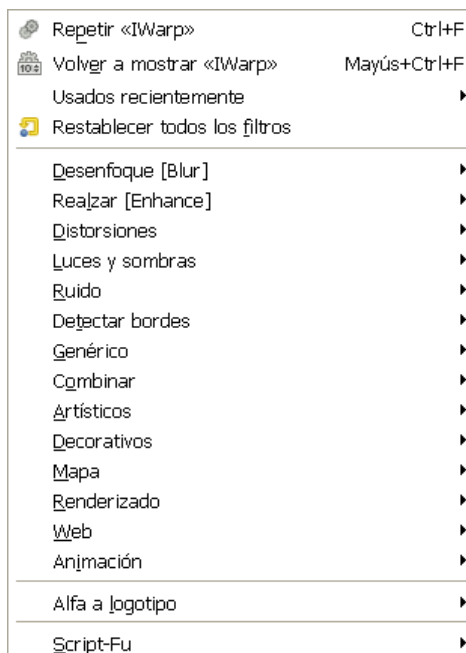 Repetir «IWarp» Ctrl+F
Volver a mostrar «IWarp» Mayús+Ctrl+F
Usados recientemente
Restablecer todos los filtros
Desenfoque [Blur]
Realzar [Enhance]
Distorsiones
Luces y sombras
Ruido
Detectar bordes
Genérico
Combinar
Artísticos
Decorativos
Mapa
Renderizado
Web
Animación
Alfa a logotipo
Script-Fu